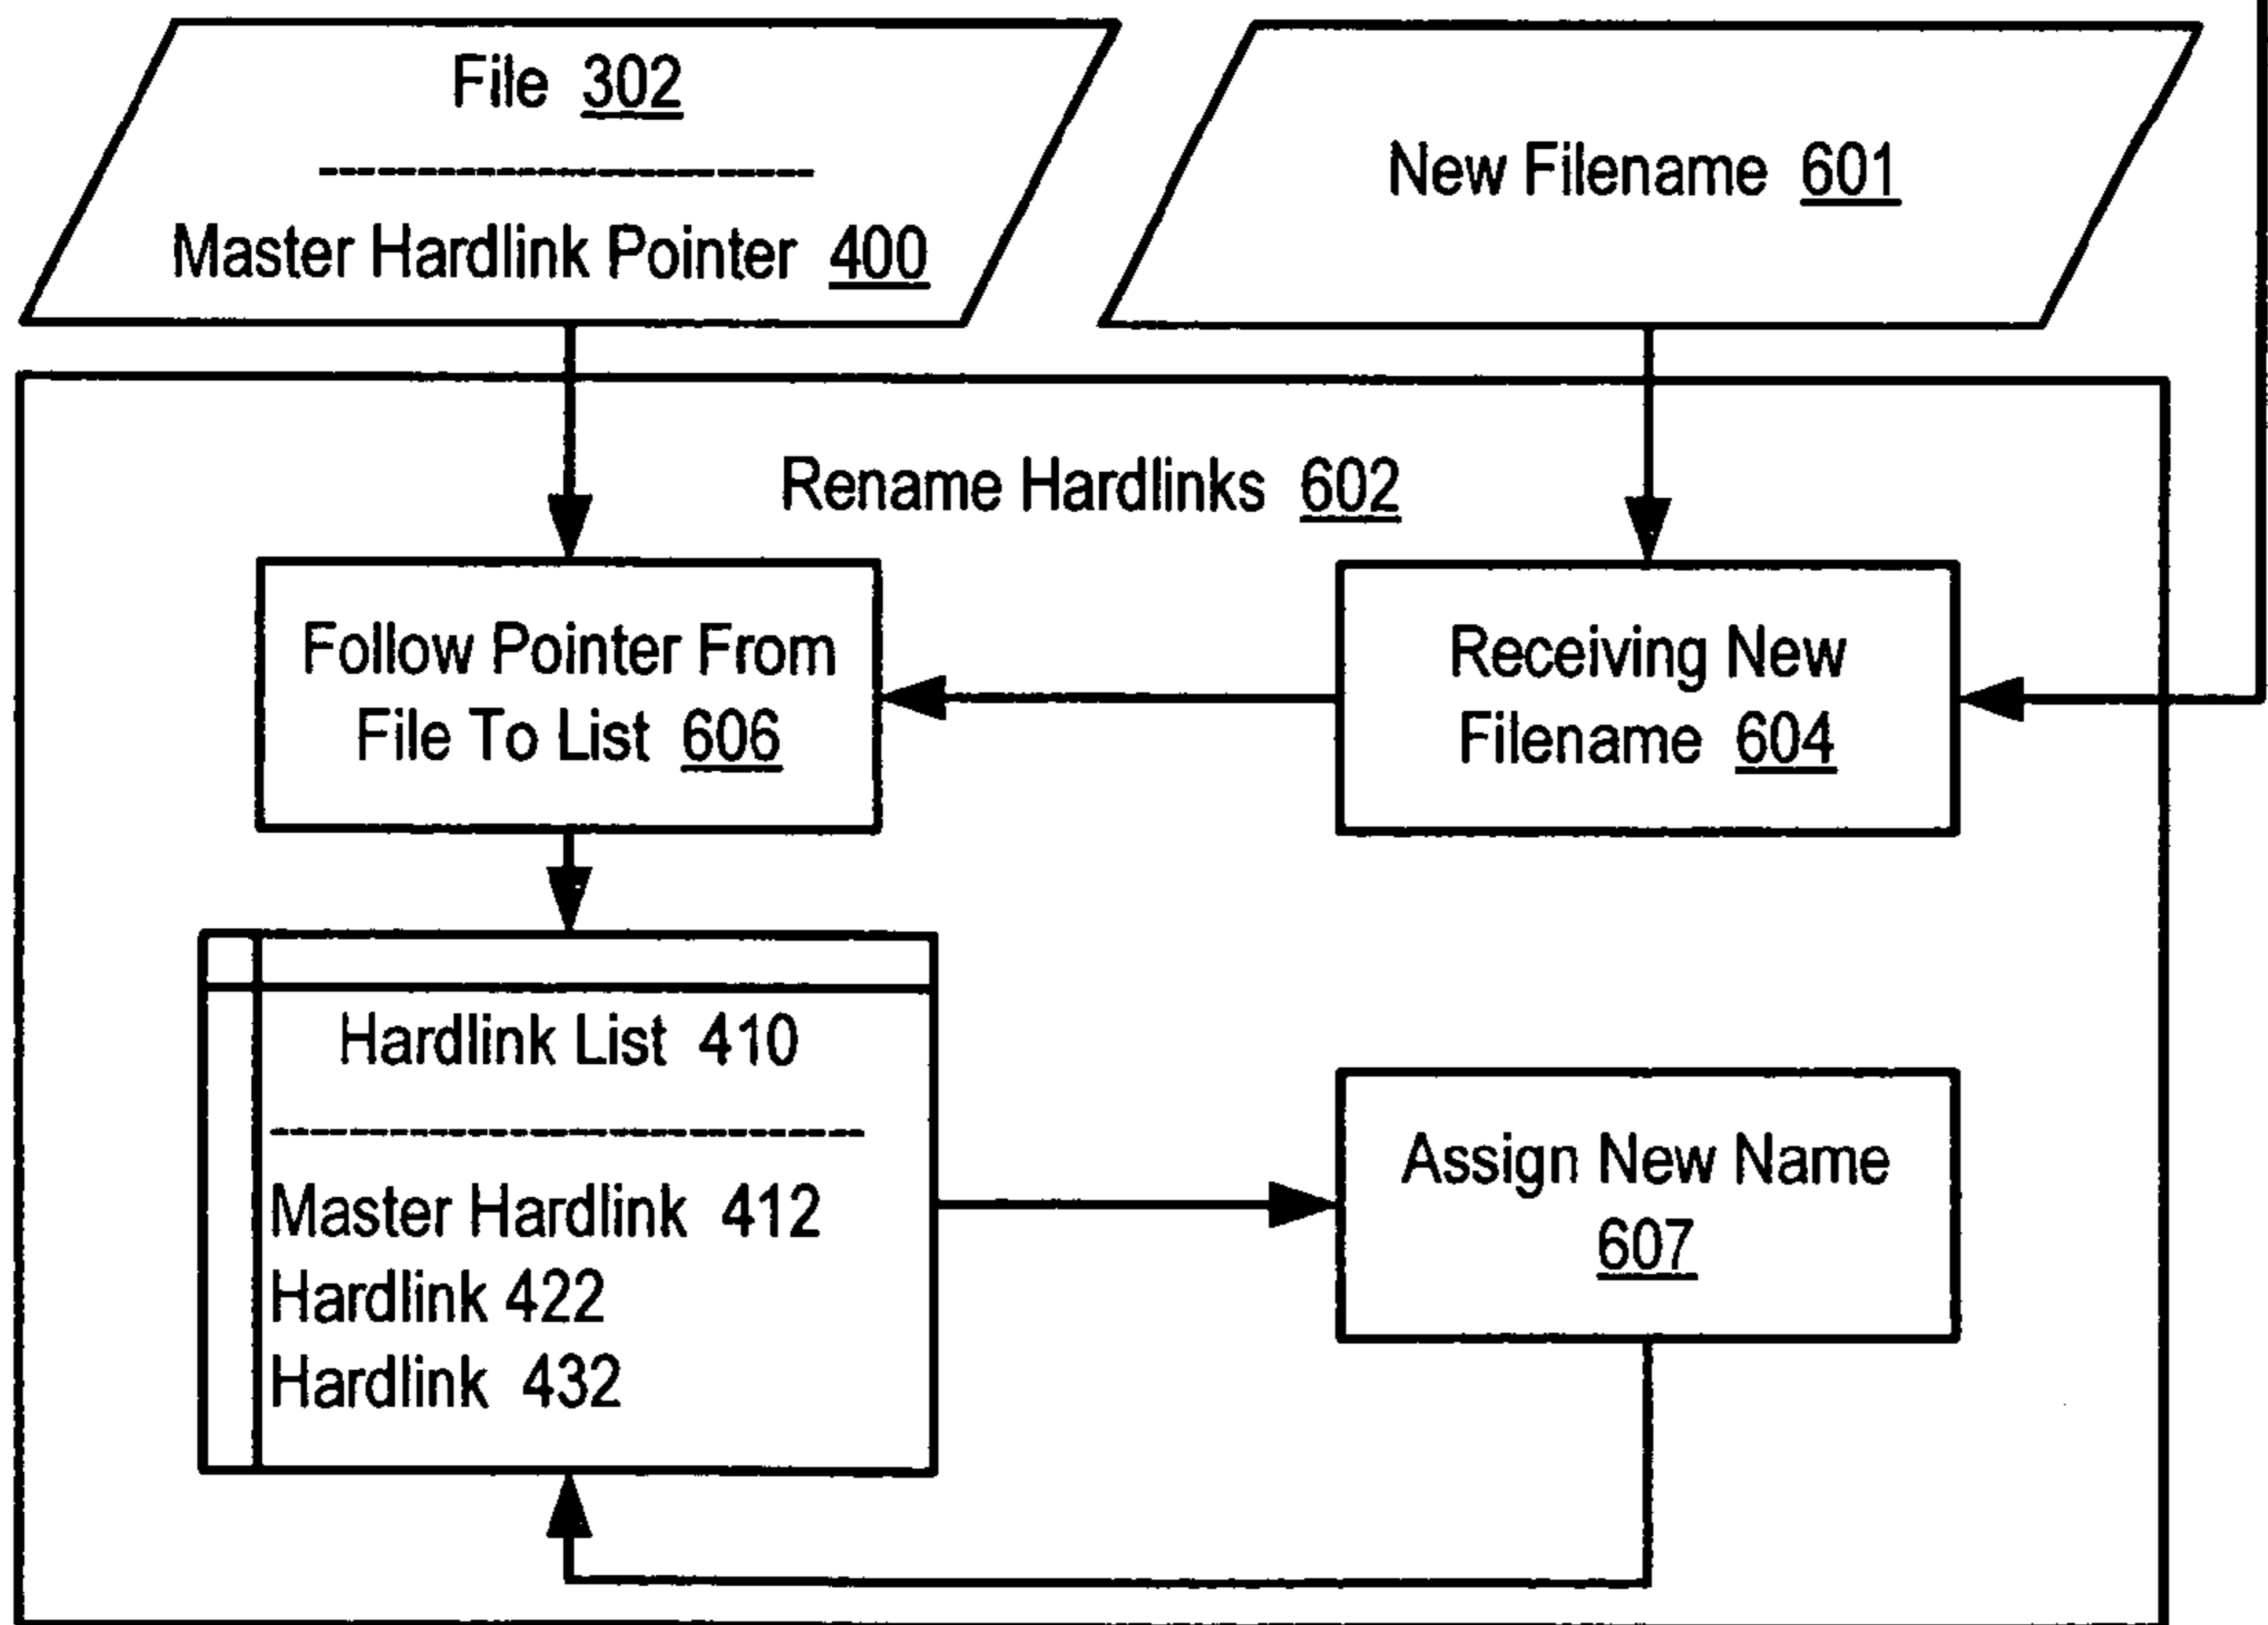 File 302
Master Hardlink Pointer 400
New Filename 601
Rename Hardlinks 602
Follow Pointer From
File To List 606
Receiving New
Filename 604
Hardlink List 410
Master Hardlink 412
Hardlink 422
Hardlink 432
Assign New Name
607